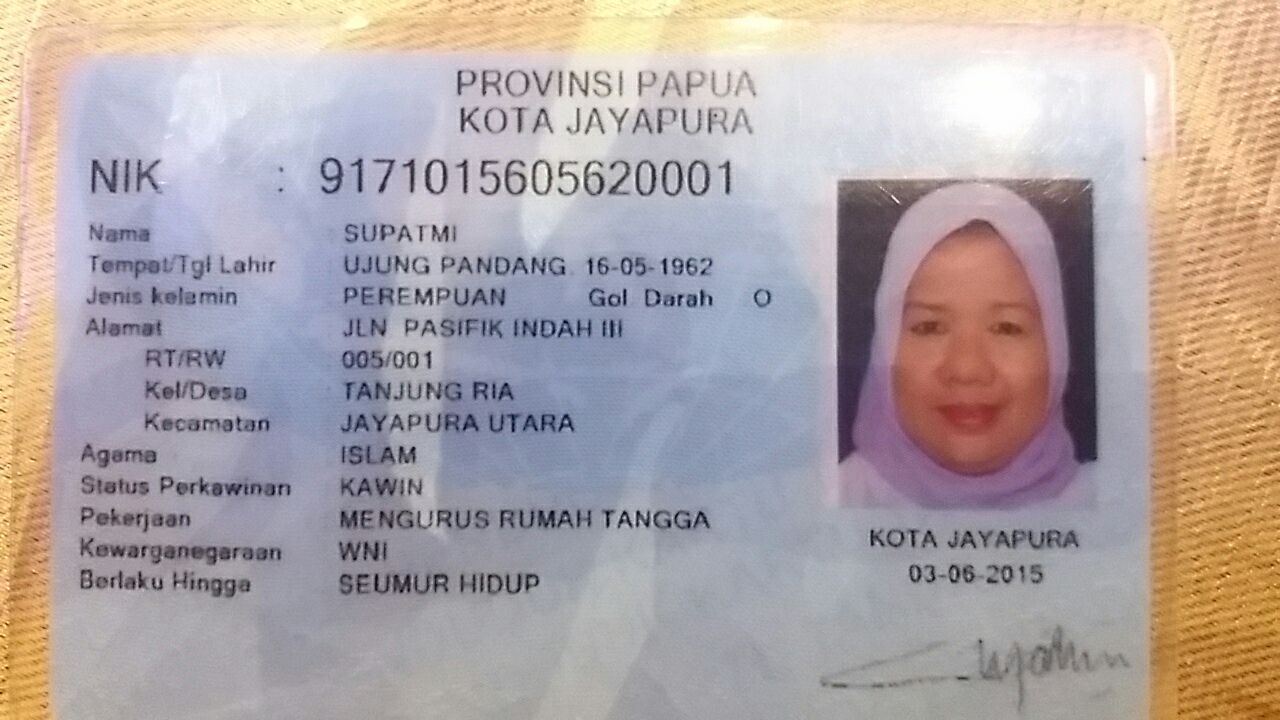 PROVINSI PAPUA
KOTA JAYAPURA
NIK : 9171015605620001
Nama SUPATMI
Tempat/Tgl Lahir UJUNG PANDANG. 16-05-1962
Jenis kelamin PEREMPUAN Gol Darah O
Alamat JLN PASIFIK INDAH III
RT/RW 005/001
Kel/Desa TANJUNG RIA
Kecamatan JAYAPURA UTARA
Agama ISLAM
Status Perkawinan KAWIN
Pekerjaan MENGURUS RUMAH TANGGA
Kewarganegaraan WNI
Berlaku Hingga SEUMUR HIDUP
KOTA JAYAPURA
03-06-2015